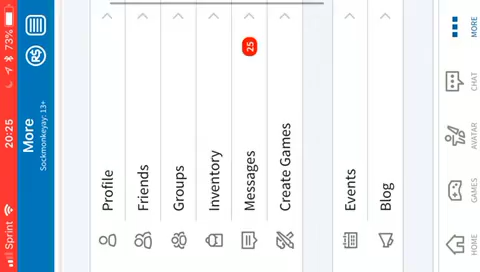 Sprint 20:25 73%
More
Sockmonkeyay: 13+
R$
Profile
Friends
Groups
Inventory
Messages 25
Create Games
Events
Blog
HOME GAMES AVATAR CHAT MORE